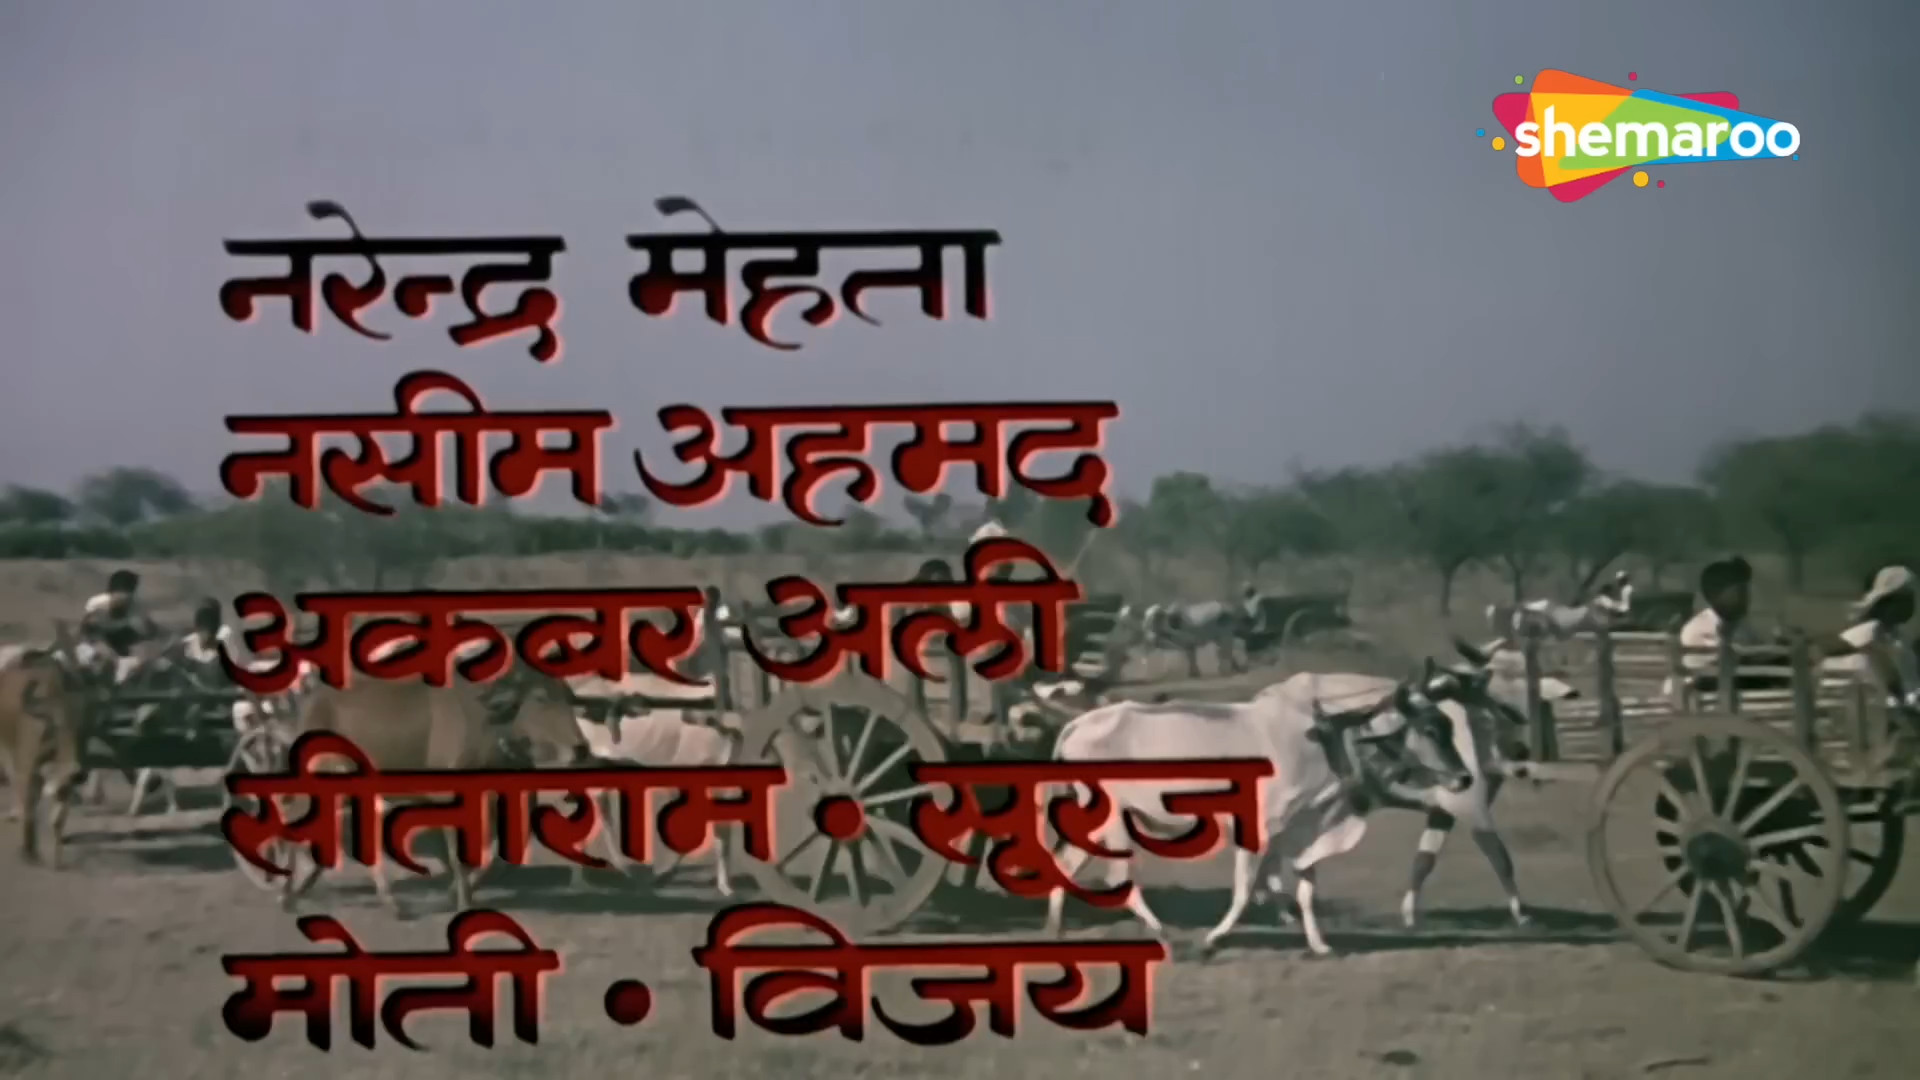 shemaroo
नरेन्द्र मेहता
नसीम अहमद
अकबर अली
सीताराम • सूरज
मोती • विजय